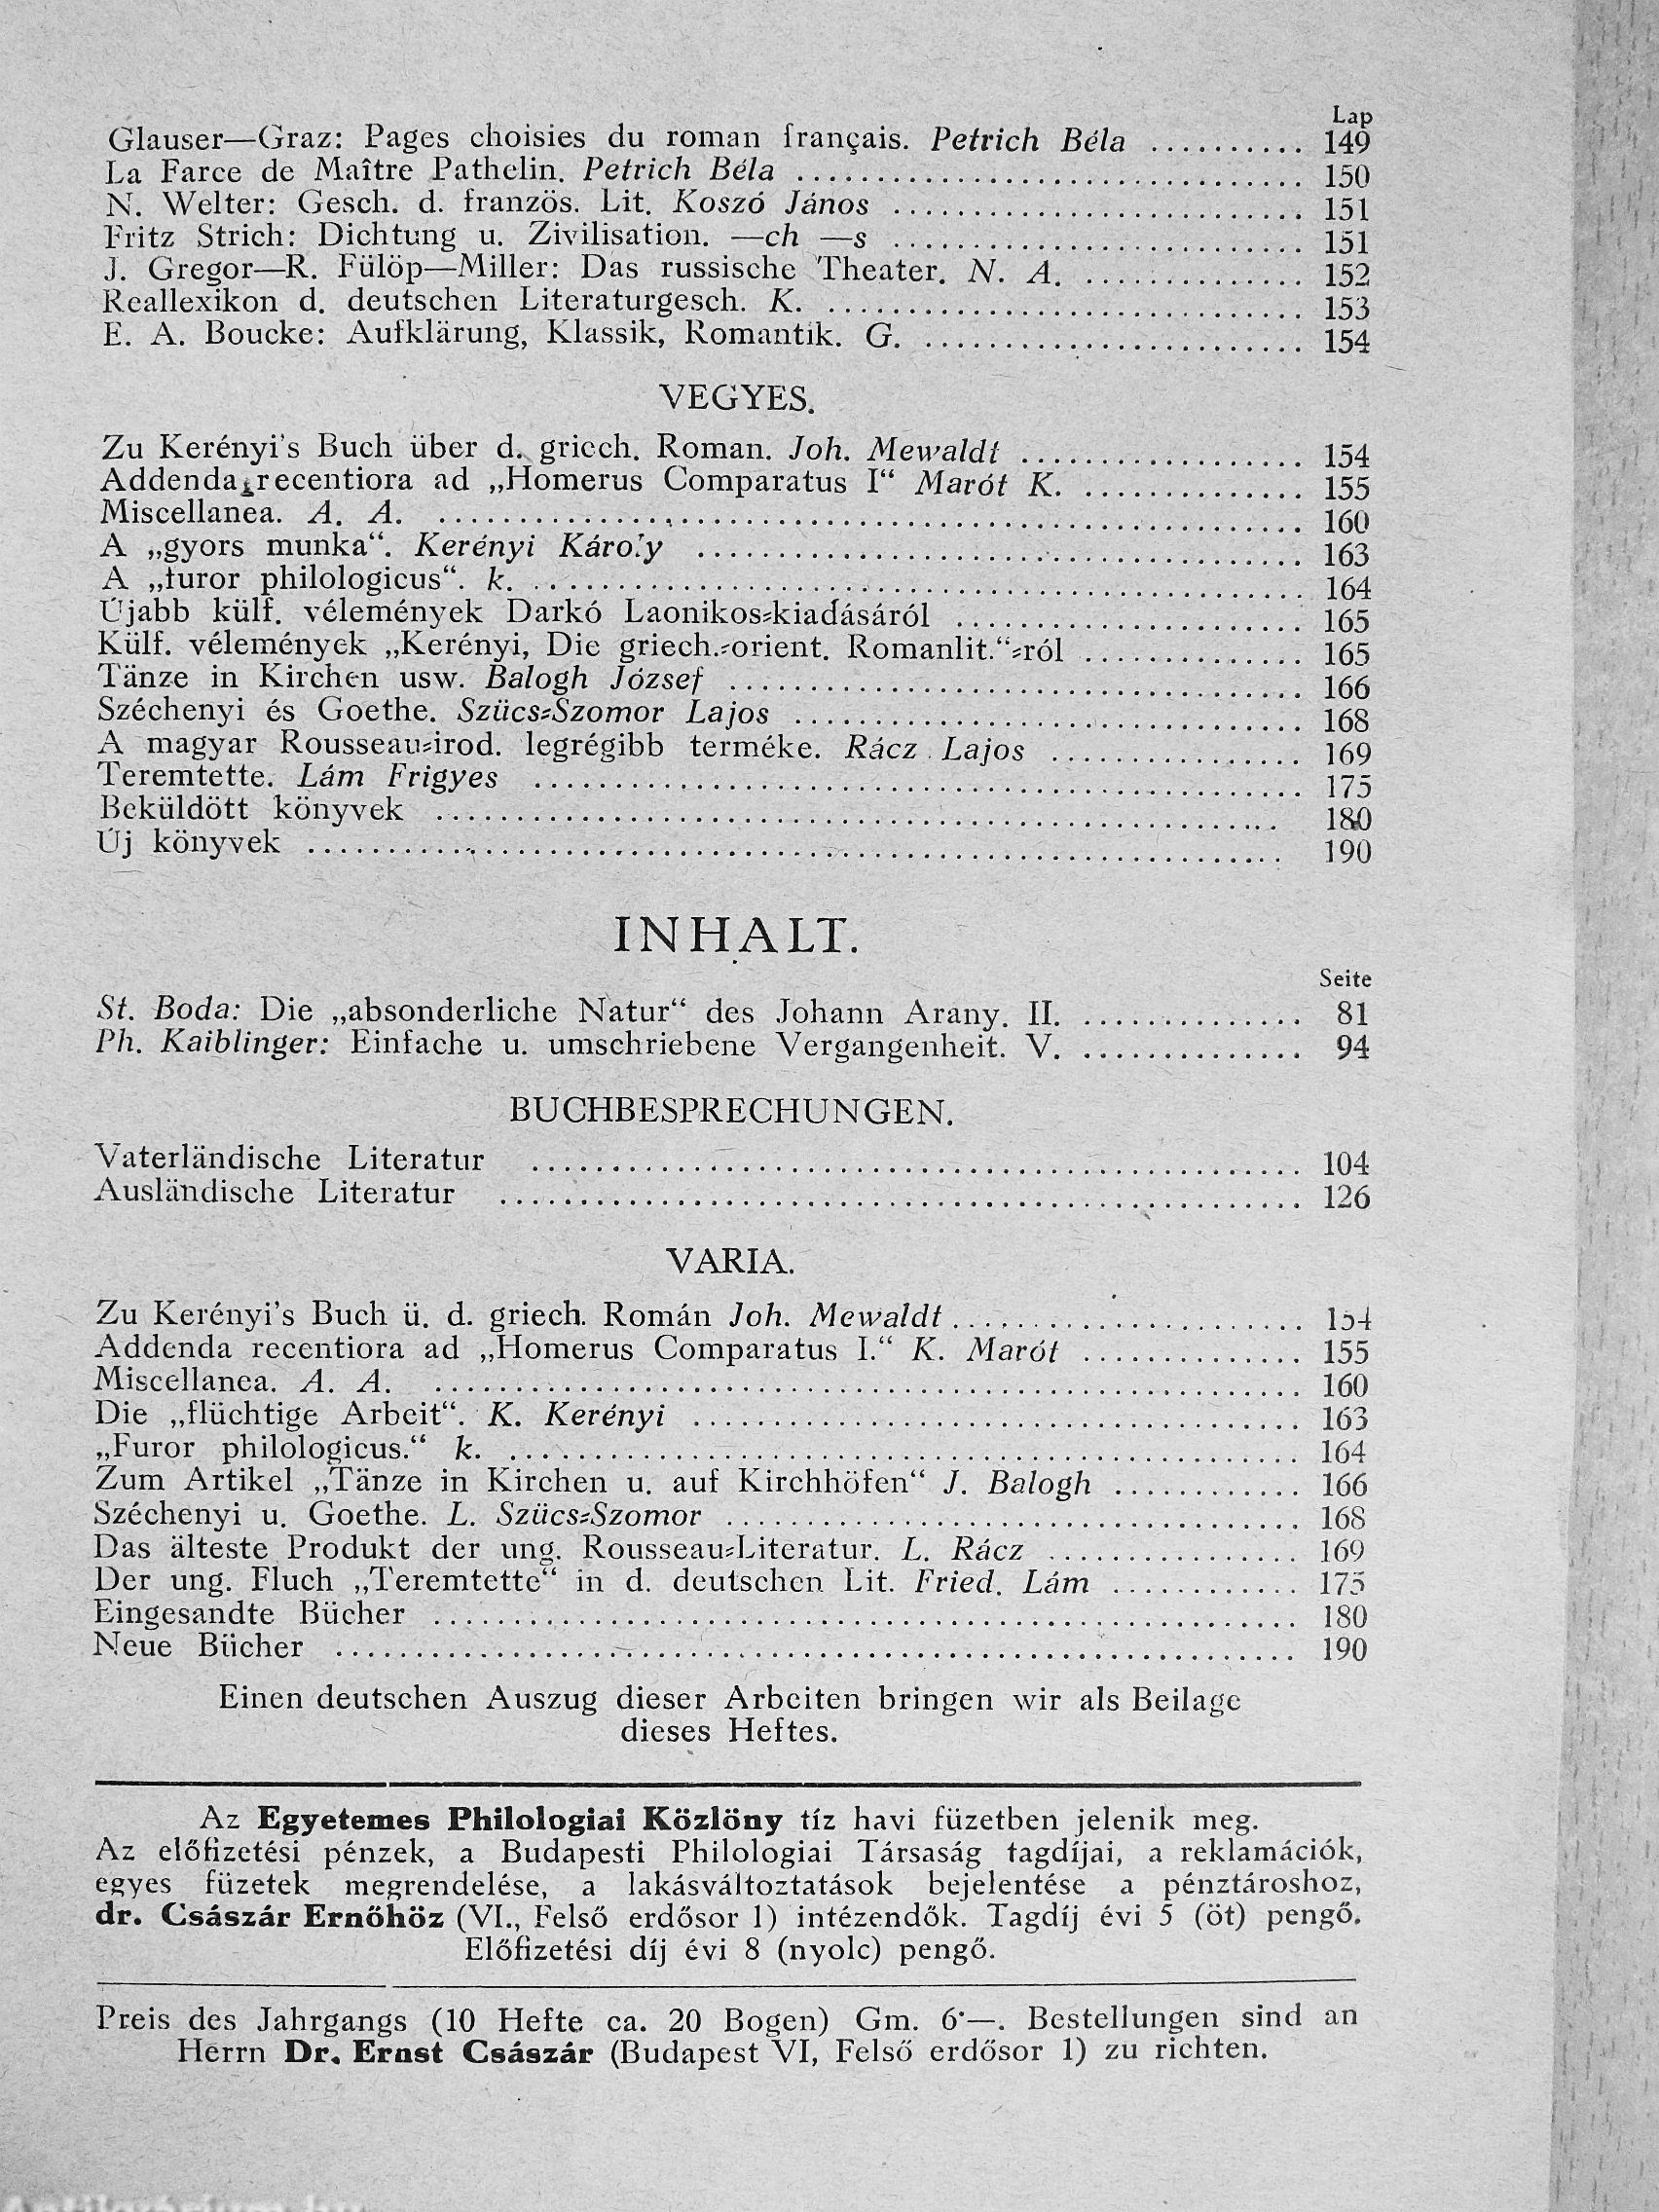 Lap
Glauser—Graz: Pages choisies du roman français. Petrich Béla .......... 149
La Farce de Maître Pathelin. Petrich Béla ................................ 150
N. Welter: Gesch. d. französ. Lit. Koszó János .......................... 151
Fritz Strich: Dichtung u. Zivilisation. —ch —s .......................... 151
J. Gregor—R. Fülöp—Miller: Das russische Theater. N. A. .............. 152
Reallexikon d. deutschen Literaturgesch. K. .............................. 153
E. A. Boucke: Aufklärung, Klassik, Romantik. G. ........................ 154
VEGYES.
Zu Kerényi's Buch über d. griech. Roman. Joh. Mewaldt .................. 154
Addenda recentiora ad „Homerus Comparatus I“ Marót K. .............. 155
Miscellanea. A. A. ...................................................... 160
A „gyors munka“. Kerényi Károly ...................................... 163
A „furor philologicus“. k. ................................................ 164
Újabb külf. vélemények Darkó Laonikos-kiadásáról ...................... 165
Külf. vélemények „Kerényi, Die griech.-orient. Romanlit.“-ról .............. 165
Tänze in Kirchen usw. Balogh József .................................... 166
Széchenyi és Goethe. Szücs-Szomor Lajos ................................ 168
A magyar Rousseau-irod. legrégibb terméke. Rácz Lajos ................ 169
Teremtette. Lám Frigyes ................................................ 175
Beküldött könyvek ...................................................... 180
Új könyvek .............................................................. 190
INHALT.
Seite
St. Boda: Die „absonderliche Natur“ des Johann Arany. II. .............. 81
Ph. Kaiblinger: Einfache u. umschriebene Vergangenheit. V. .............. 94
BUCHBESPRECHUNGEN.
Vaterländische Literatur ................................................ 104
Ausländische Literatur .................................................. 126
VARIA.
Zu Kerényi's Buch ü. d. griech. Román Joh. Mewaldt...................... 154
Addenda recentiora ad „Homerus Comparatus I.“ K. Marót .............. 155
Miscellanea. A. A. ...................................................... 160
Die „flüchtige Arbeit“. K. Kerényi ...................................... 163
„Furor philologicus.“ k. .................................................. 164
Zum Artikel „Tänze in Kirchen u. auf Kirchhöfen“ J. Balogh ............ 166
Széchenyi u. Goethe. L. Szücs-Szomor .................................... 168
Das älteste Produkt der ung. Rousseau-Literatur. L. Rácz ................ 169
Der ung. Fluch „Teremtette“ in d. deutschen Lit. Fried. Lám ............ 175
Eingesandte Bücher ...................................................... 180
Neue Bücher ............................................................ 190
Einen deutschen Auszug dieser Arbeiten bringen wir als Beilage
dieses Heftes.
Az Egyetemes Philologiai Közlöny tíz havi füzetben jelenik meg.
Az előfizetési pénzek, a Budapesti Philologiai Társaság tagdíjai, a reklamációk,
egyes füzetek megrendelése, a lakásváltoztatások bejelentése a pénztároshoz,
dr. Császár Ernőhöz (VI., Felső erdősor 1) intézendők. Tagdíj évi 5 (öt) pengő.
Előfizetési díj évi 8 (nyolc) pengő.
Preis des Jahrgangs (10 Hefte ca. 20 Bogen) Gm. 6·—. Bestellungen sind an
Herrn Dr. Ernst Császár (Budapest VI, Felső erdősor 1) zu richten.